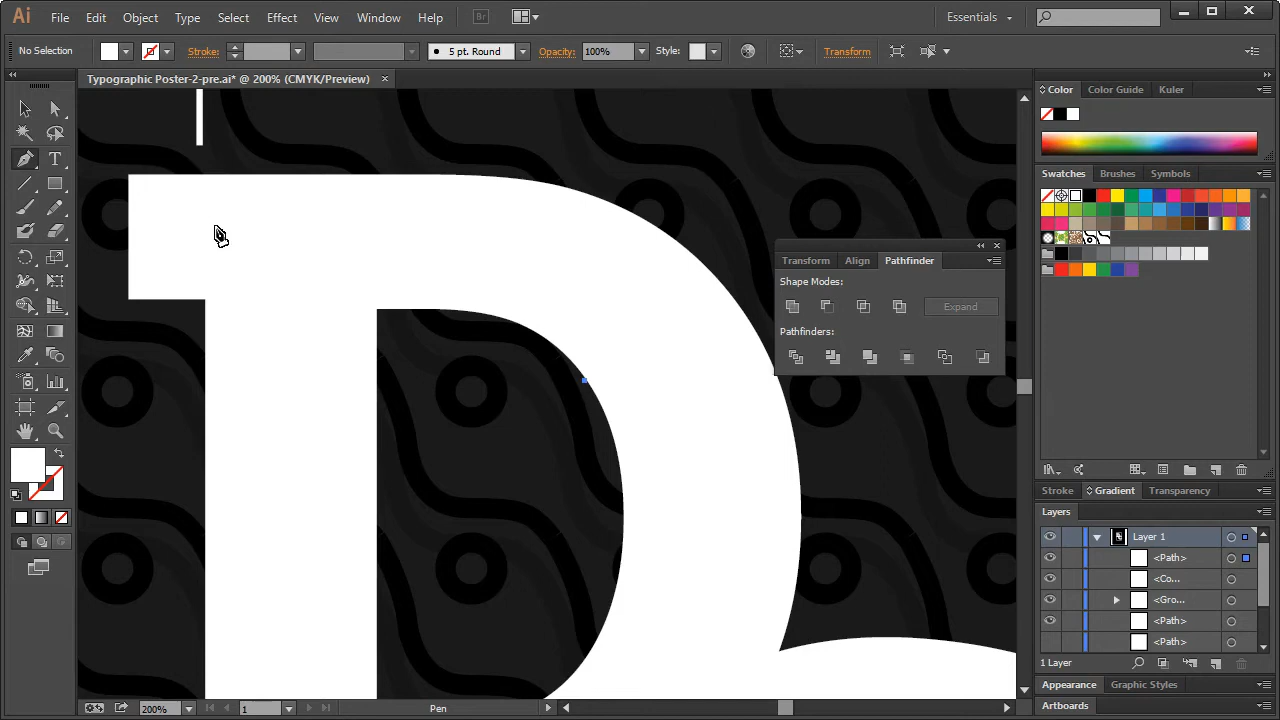 Ai File Edit Object Type Select Effect View Window Help Br Essentials
No Selection Stroke: 5 pt. Round Opacity: 100% Style: Transform
Typographic Poster-2-pre.ai* @ 200% (CMYK/Preview)
Color Color Guide Kuler
Swatches Brushes Symbols
Transform Align Pathfinder
Shape Modes:
Expand
Pathfinders:
Stroke Gradient Transparency
Layers
Layer 1
<Path>
<Co...
<Gro...
<Path>
<Path>
1 Layer
Appearance Graphic Styles
Artboards
200% 1 Pen